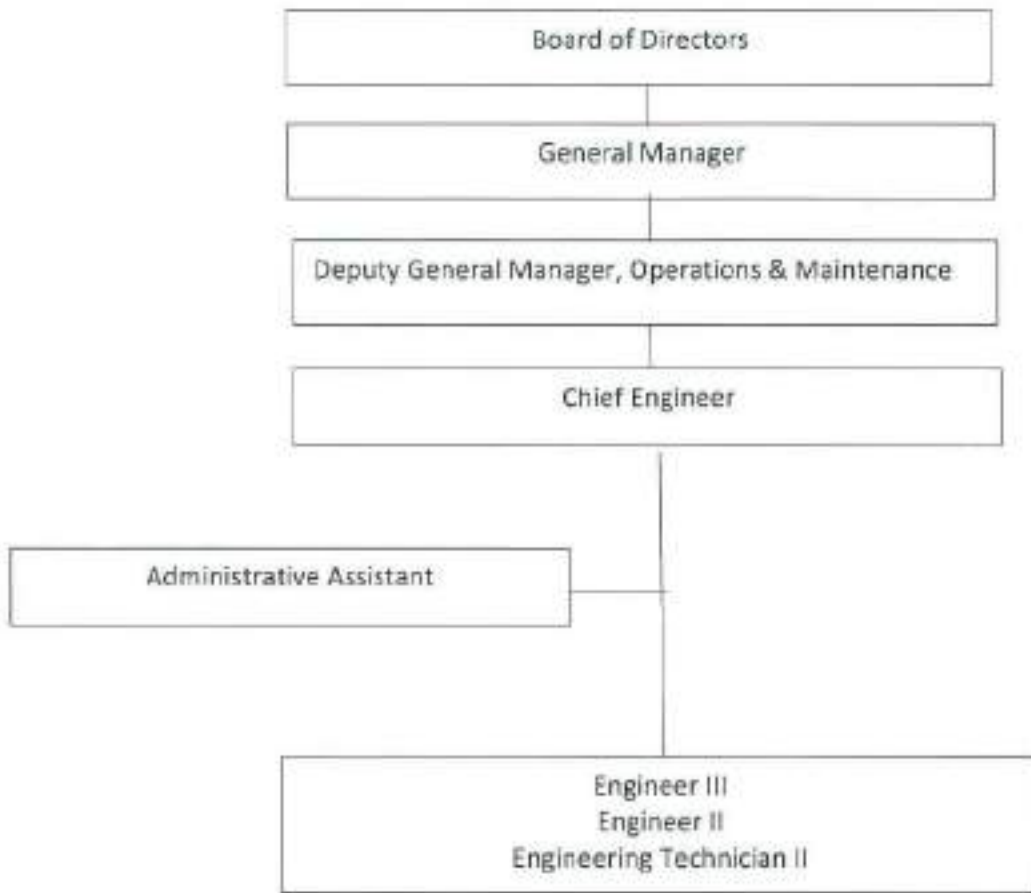 Board of Directors
General Manager
Deputy General Manager, Operations & Maintenance
Chief Engineer
Administrative Assistant
Engineer III
Engineer II
Engineering Technician II